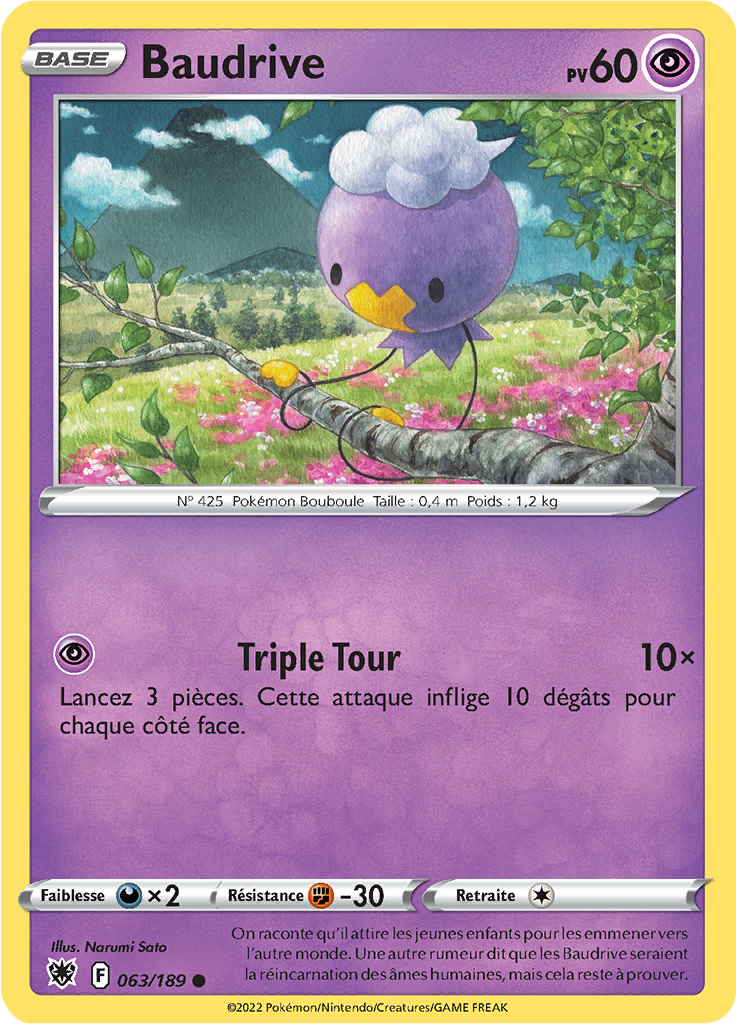 BASE Baudrive PV60
N° 425 Pokémon Bouboule Taille : 0,4 m Poids : 1,2 kg
Triple Tour 10×
Lancez 3 pièces. Cette attaque inflige 10 dégâts pour
chaque côté face.
Faiblesse ×2 Résistance -30 Retraite
Illus. Narumi Sato
On raconte qu'il attire les jeunes enfants pour les emmener vers
l'autre monde. Une autre rumeur dit que les Baudrive seraient
la réincarnation des âmes humaines, mais cela reste à prouver.
F 063/189
©2022 Pokémon/Nintendo/Creatures/GAME FREAK